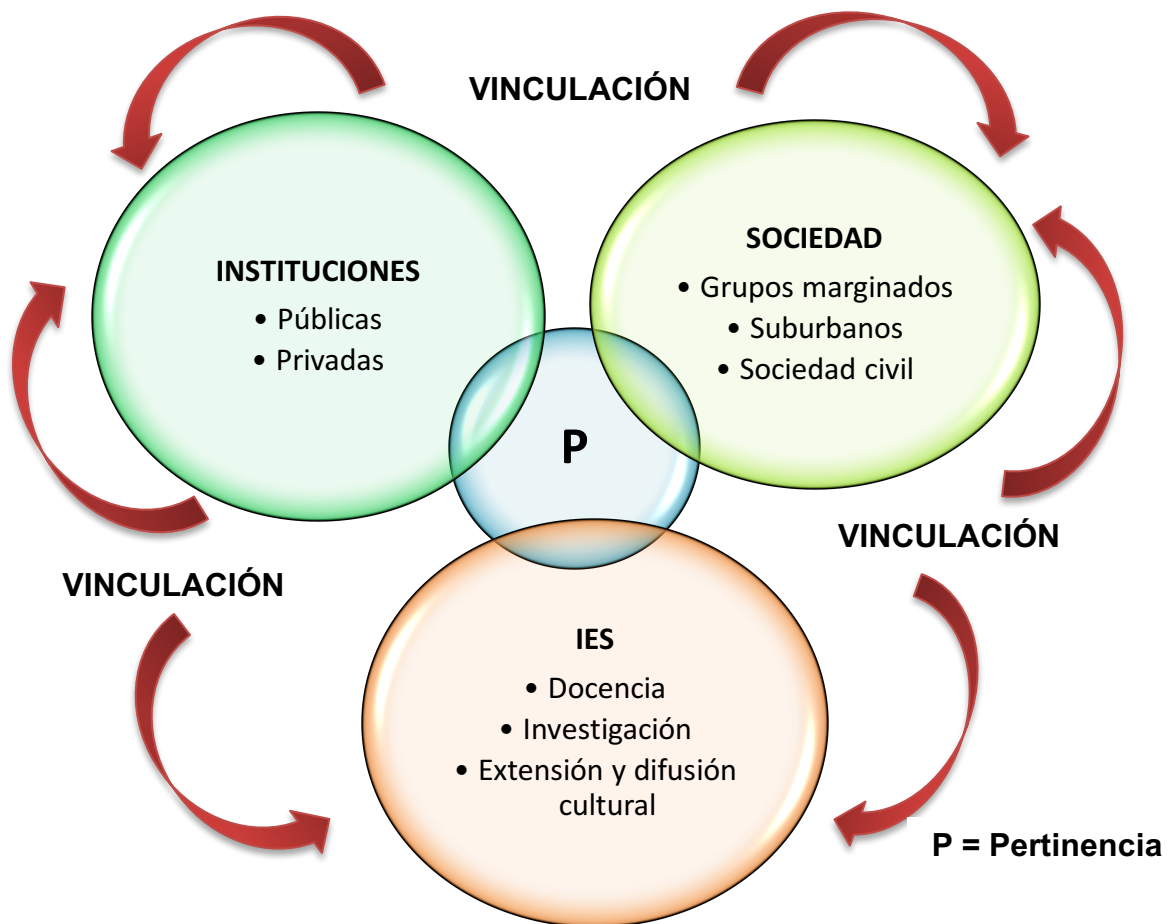 VINCULACIÓN
INSTITUCIONES
• Públicas
• Privadas
SOCIEDAD
• Grupos marginados
• Suburbanos
• Sociedad civil
P
VINCULACIÓN
VINCULACIÓN
IES
• Docencia
• Investigación
• Extensión y difusión
cultural
P = Pertinencia